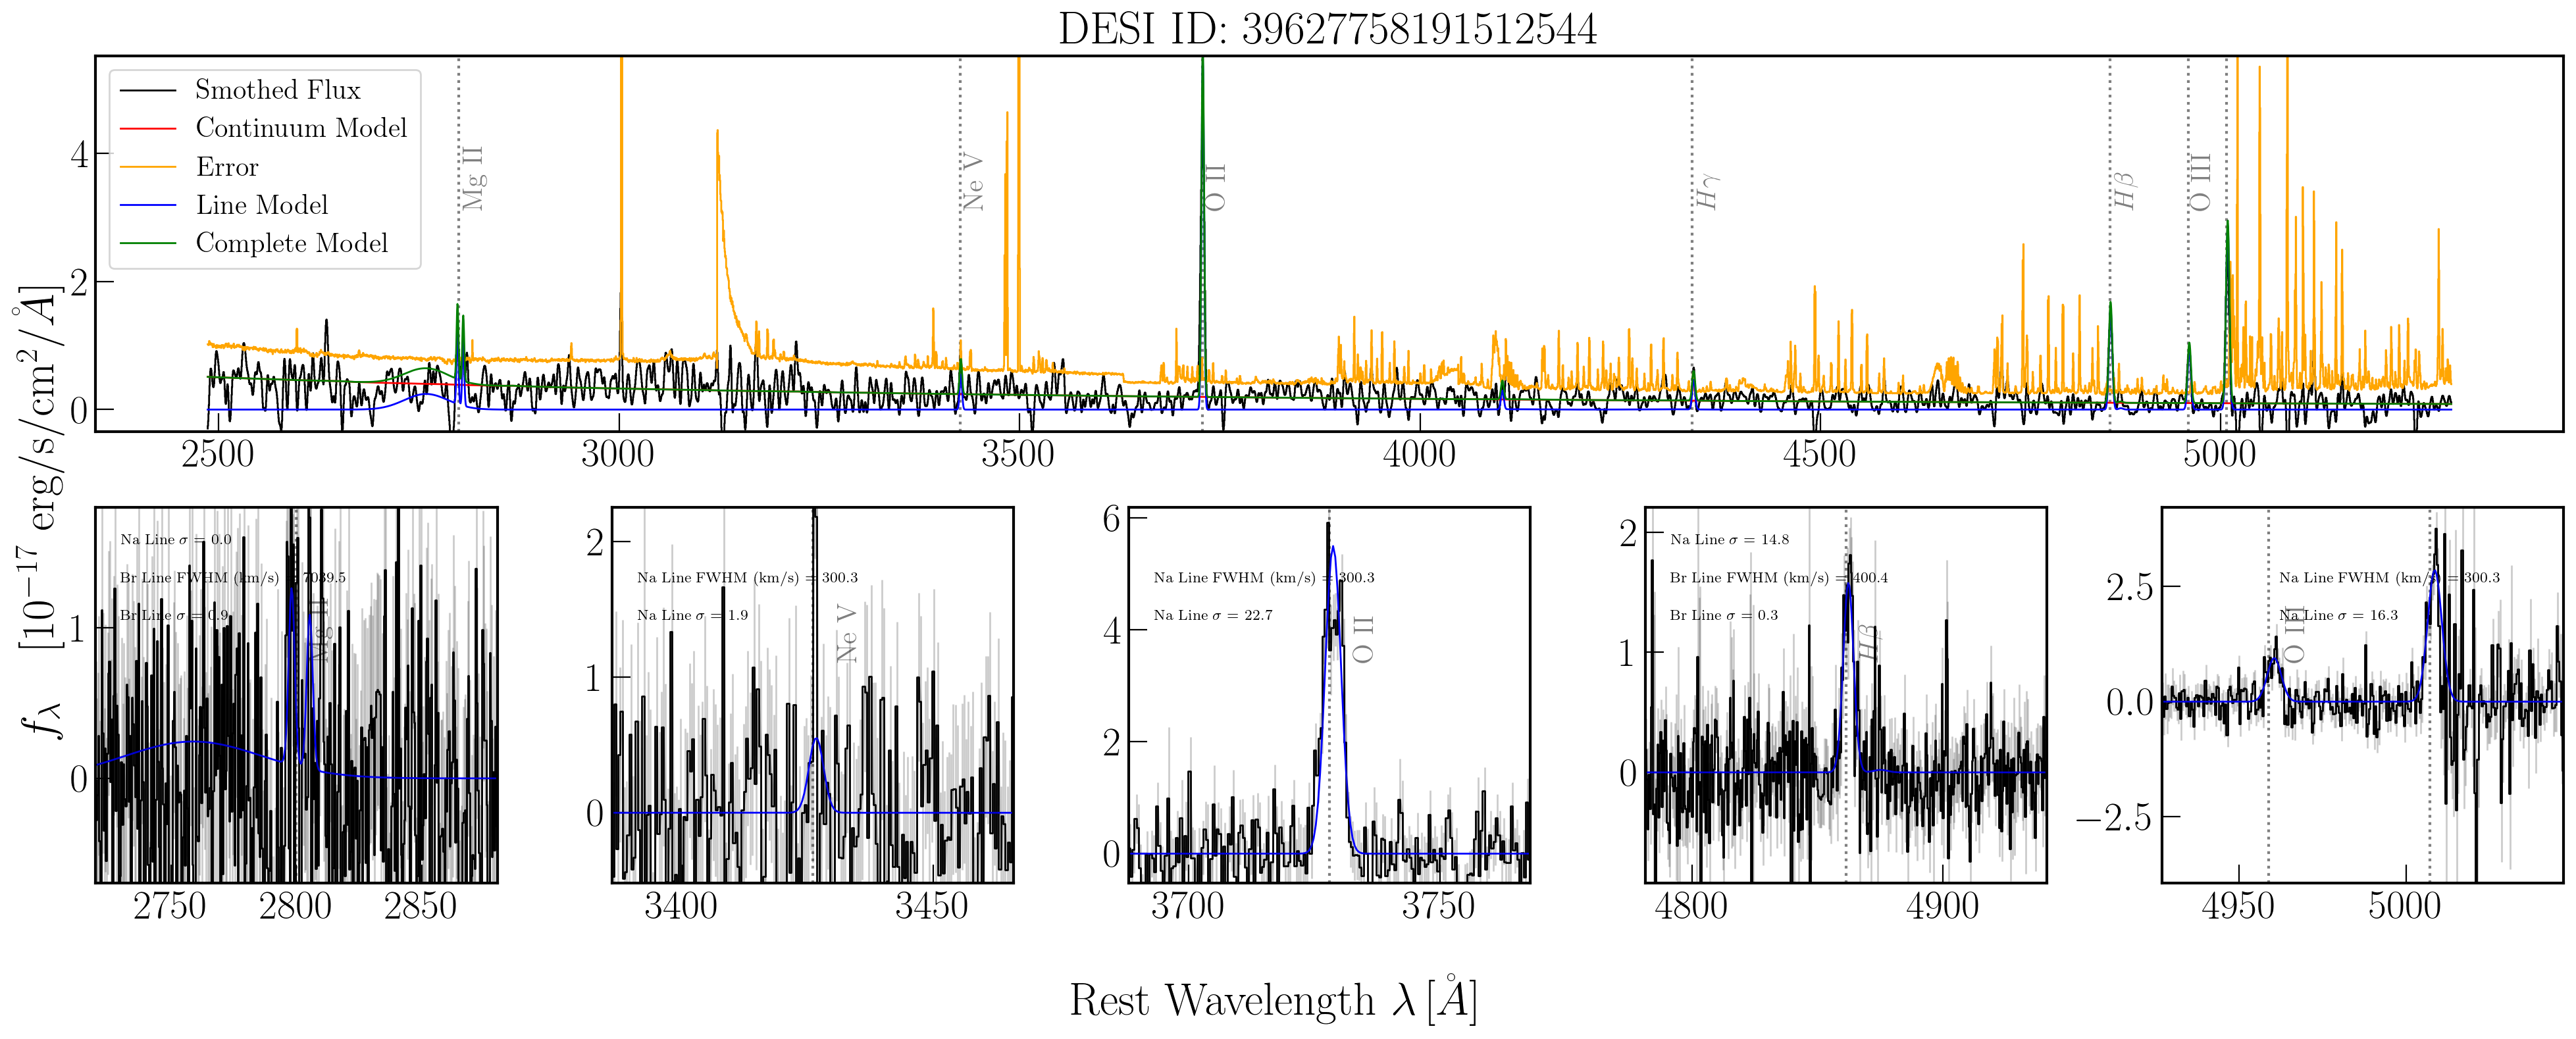 DESI ID: 39627758191512544
Smothed Flux
Continuum Model
Error
Line Model
Complete Model
Mg II
Ne V
O II
Hγ
Hβ
O III
4
2
0
2500
3000
3500
4000
4500
5000
f_λ [10^{-17} erg/s/cm^2/Å]
Na Line σ = 0.0
Br Line FWHM (km/s) = 7039.5
Br Line σ = 0.9
Mg II
1
0
2750
2800
2850
Na Line FWHM (km/s) = 300.3
Na Line σ = 1.9
Ne V
2
1
0
3400
3450
Na Line FWHM (km/s) = 300.3
Na Line σ = 22.7
O II
6
4
2
0
3700
3750
Na Line σ = 14.8
Br Line FWHM (km/s) = 400.4
Br Line σ = 0.3
Hβ
2
1
0
4800
4900
Na Line FWHM (km/s) = 300.3
Na Line σ = 16.3
O III
2.5
0.0
−2.5
4950
5000
Rest Wavelength λ [Å]